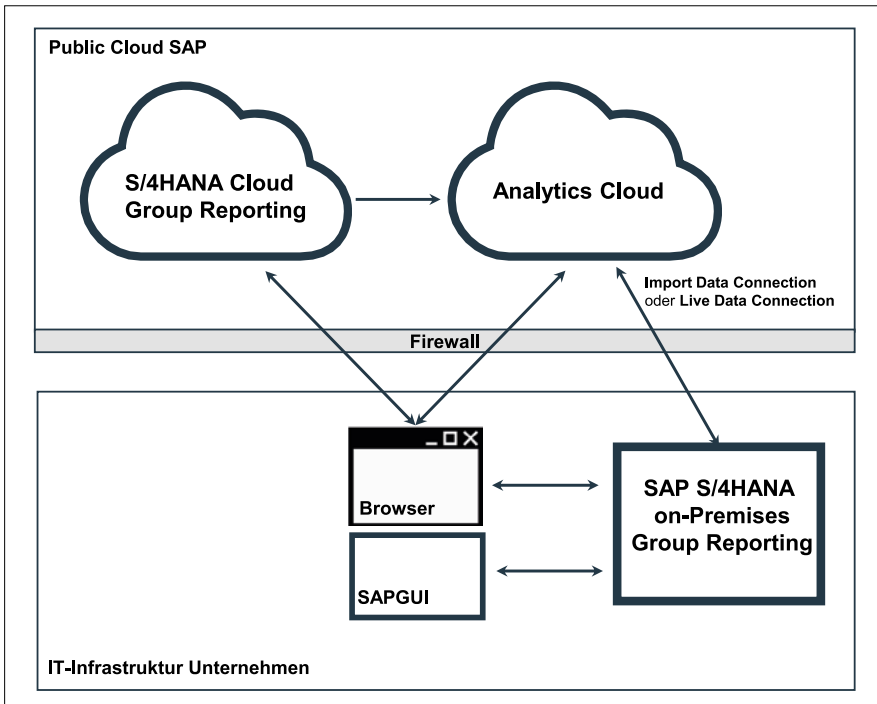 Public Cloud SAP
S/4HANA Cloud
Group Reporting
Analytics Cloud
Import Data Connection
oder Live Data Connection
Firewall
Browser
SAPGUI
SAP S/4HANA
on-Premises
Group Reporting
IT-Infrastruktur Unternehmen